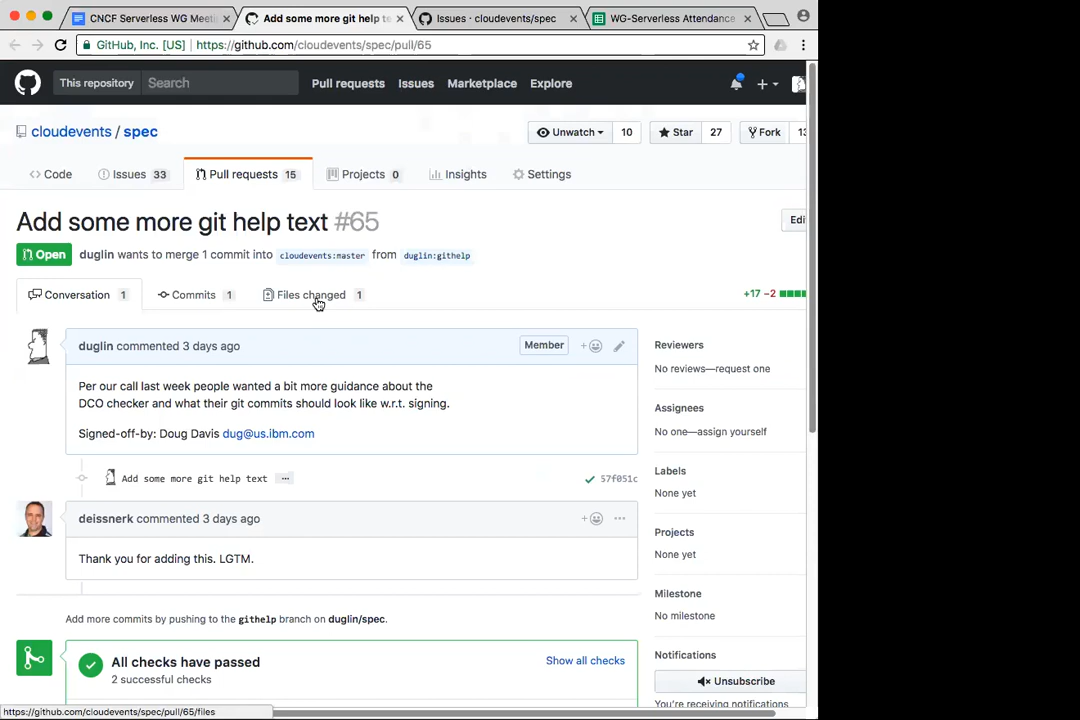 CNCF Serverless WG Meeti
Add some more git help te
Issues · cloudevents/spec
WG-Serverless Attendance
GitHub, Inc. [US]
https://github.com/cloudevents/spec/pull/65
This repository
Search
Pull requests
Issues
Marketplace
Explore
cloudevents / spec
Unwatch
10
Star
27
Fork
13
Code
Issues 33
Pull requests 15
Projects 0
Insights
Settings
Add some more git help text #65
Edi
Open
duglin wants to merge 1 commit into cloudevents:master from duglin:githelp
Conversation 1
Commits 1
Files changed 1
+17 −2
duglin commented 3 days ago
Member
Per our call last week people wanted a bit more guidance about the
DCO checker and what their git commits should look like w.r.t. signing.
Signed-off-by: Doug Davis dug@us.ibm.com
Add some more git help text
57f051c
deissnerk commented 3 days ago
Thank you for adding this. LGTM.
Add more commits by pushing to the githelp branch on duglin/spec.
All checks have passed
2 successful checks
Show all checks
Reviewers
No reviews—request one
Assignees
No one—assign yourself
Labels
None yet
Projects
None yet
Milestone
No milestone
Notifications
Unsubscribe
You're receiving notifications
https://github.com/cloudevents/spec/pull/65/files